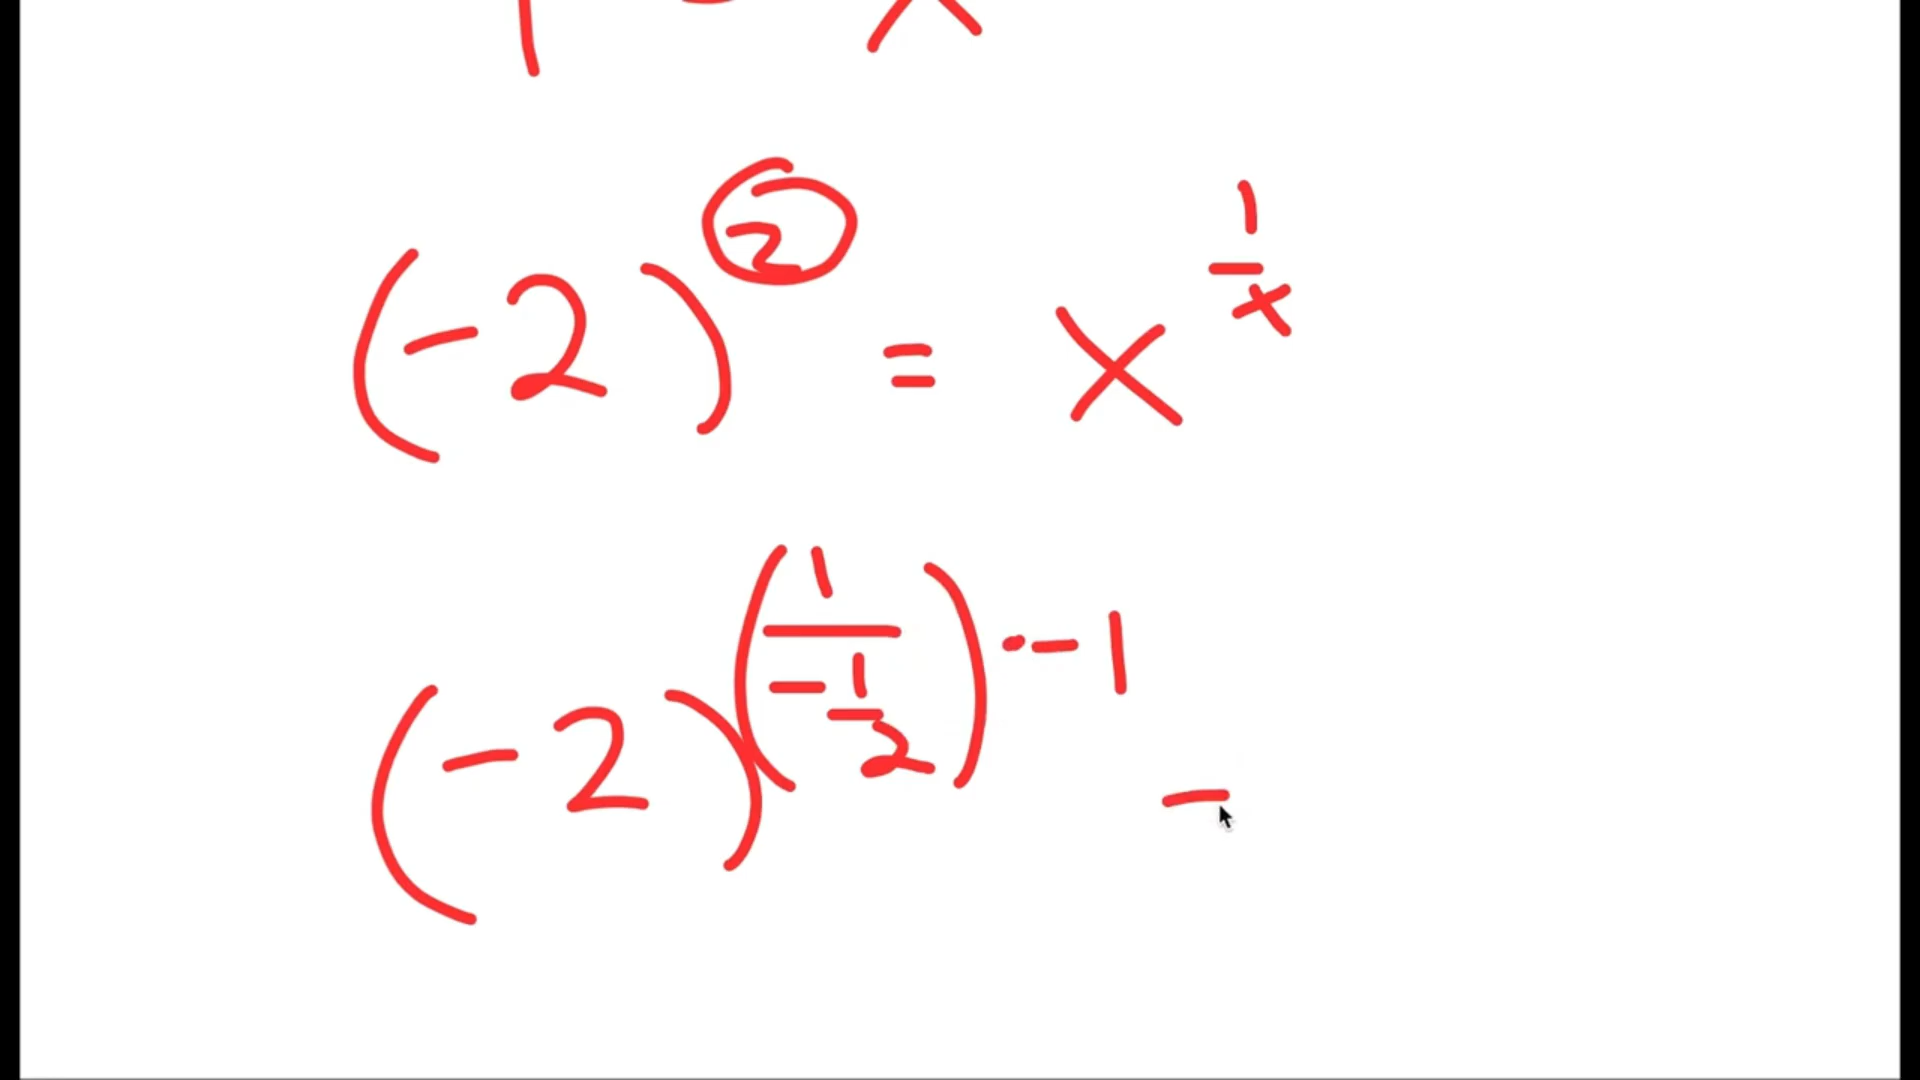 (-2)^2 = x^(1/x)
(-2)^(1/(-1/2))^(-1) -